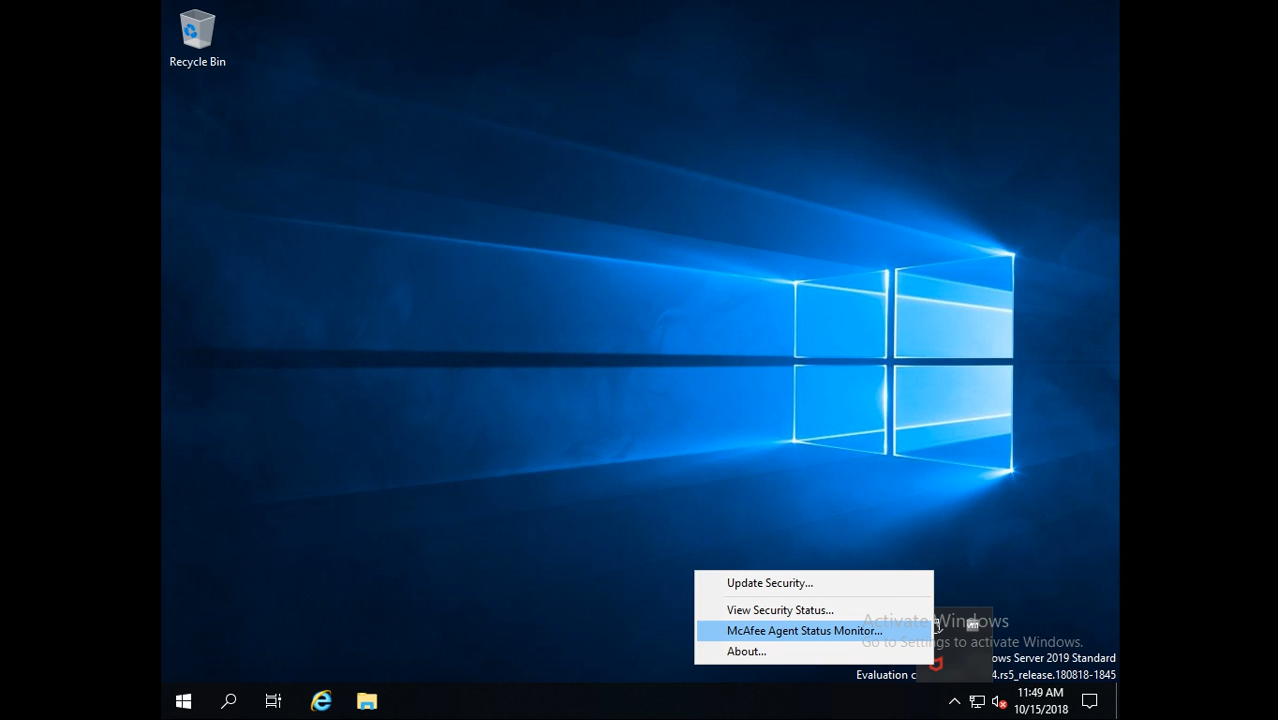 Recycle Bin
Update Security...
View Security Status...
McAfee Agent Status Monitor...
About...
Activate Windows
Go to Settings to activate Windows.
ows Server 2019 Standard
Evaluation c
4.rs5_release.180818-1845
11:49 AM
10/15/2018